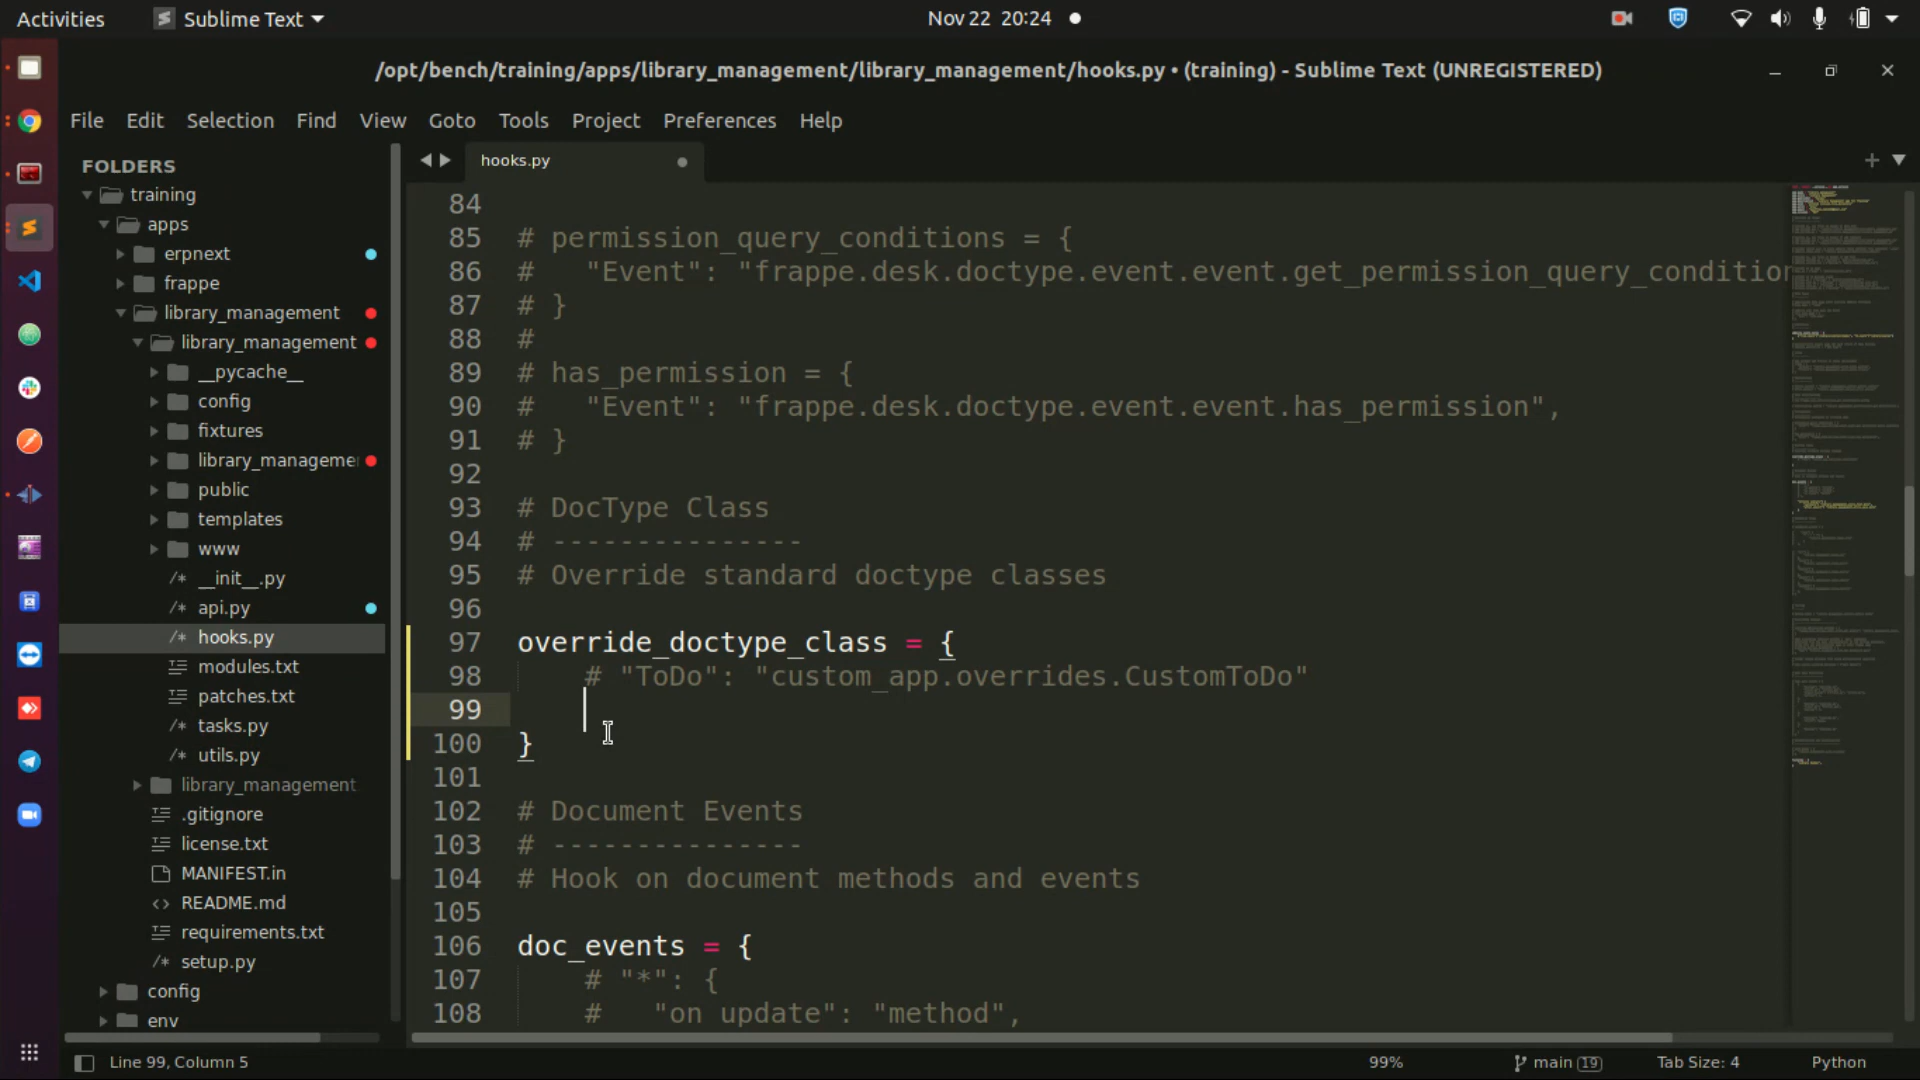 Activities
Sublime Text
Nov 22 20:24
/opt/bench/training/apps/library_management/library_management/hooks.py • (training) - Sublime Text (UNREGISTERED)
File Edit Selection Find View Goto Tools Project Preferences Help
FOLDERS
training
apps
erpnext
frappe
library_management
library_management
__pycache__
config
fixtures
library_manageme
public
templates
www
__init__.py
api.py
hooks.py
modules.txt
patches.txt
tasks.py
utils.py
library_management
.gitignore
license.txt
MANIFEST.in
README.md
requirements.txt
setup.py
config
env
hooks.py
84
85 # permission_query_conditions = {
86 # "Event": "frappe.desk.doctype.event.event.get_permission_query_condition
87 # }
88 #
89 # has_permission = {
90 # "Event": "frappe.desk.doctype.event.event.has_permission",
91 # }
92
93 # DocType Class
94 # ---------------
95 # Override standard doctype classes
96
97 override_doctype_class = {
98 # "ToDo": "custom_app.overrides.CustomToDo"
99
100 }
101
102 # Document Events
103 # ---------------
104 # Hook on document methods and events
105
106 doc_events = {
107 # "*": {
108 # "on_update": "method",
Line 99, Column 5
99%
main 19
Tab Size: 4
Python